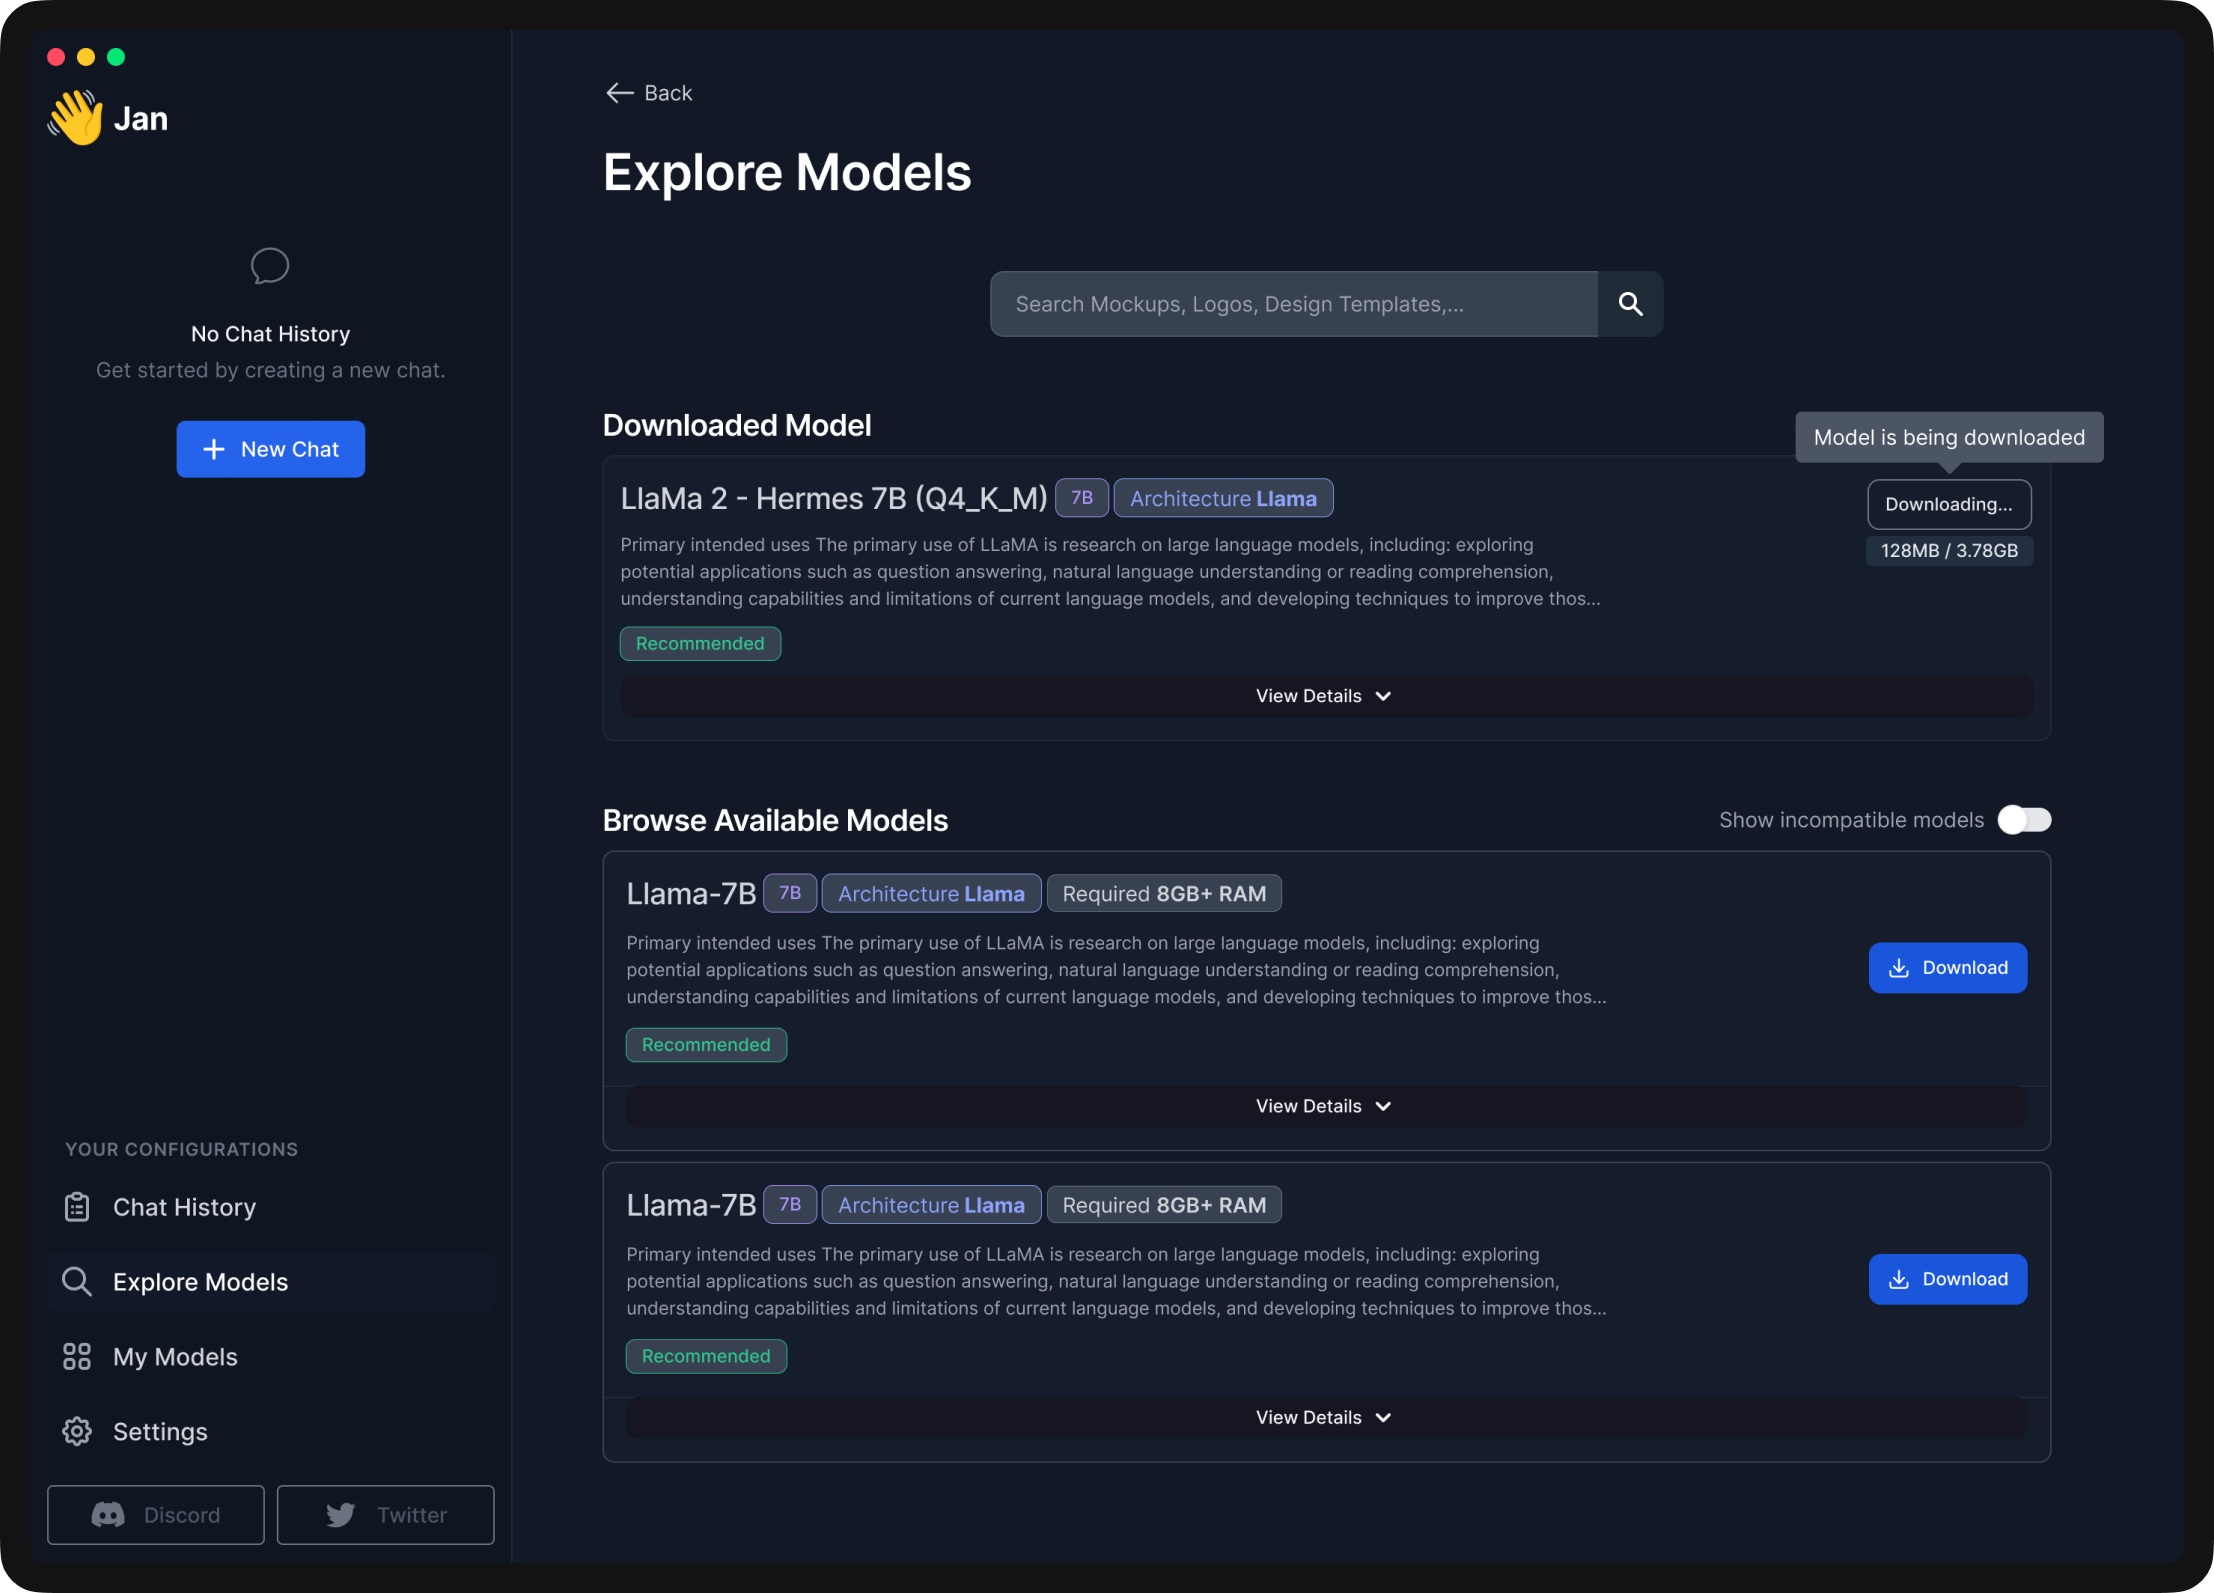 Jan
No Chat History
Get started by creating a new chat.
New Chat
YOUR CONFIGURATIONS
Chat History
Explore Models
My Models
Settings
Discord
Twitter
Back
Explore Models
Search Mockups, Logos, Design Templates,...
Downloaded Model
Model is being downloaded
LlaMa 2 - Hermes 7B (Q4_K_M) 7B Architecture Llama
Downloading...
128MB / 3.78GB
Primary intended uses The primary use of LLaMA is research on large language models, including: exploring
potential applications such as question answering, natural language understanding or reading comprehension,
understanding capabilities and limitations of current language models, and developing techniques to improve thos...
Recommended
View Details
Browse Available Models
Show incompatible models
Llama-7B 7B Architecture Llama Required 8GB+ RAM
Primary intended uses The primary use of LLaMA is research on large language models, including: exploring
potential applications such as question answering, natural language understanding or reading comprehension,
understanding capabilities and limitations of current language models, and developing techniques to improve thos...
Download
Recommended
View Details
Llama-7B 7B Architecture Llama Required 8GB+ RAM
Primary intended uses The primary use of LLaMA is research on large language models, including: exploring
potential applications such as question answering, natural language understanding or reading comprehension,
understanding capabilities and limitations of current language models, and developing techniques to improve thos...
Download
Recommended
View Details